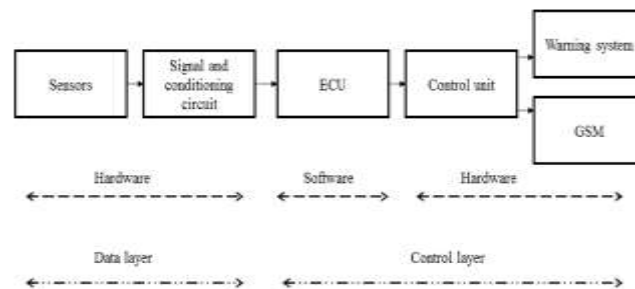 Warning system
Sensors
Signal and
conditioning
circuit
ECU
Control unit
GSM
Hardware
Software
Hardware
Data layer
Control layer